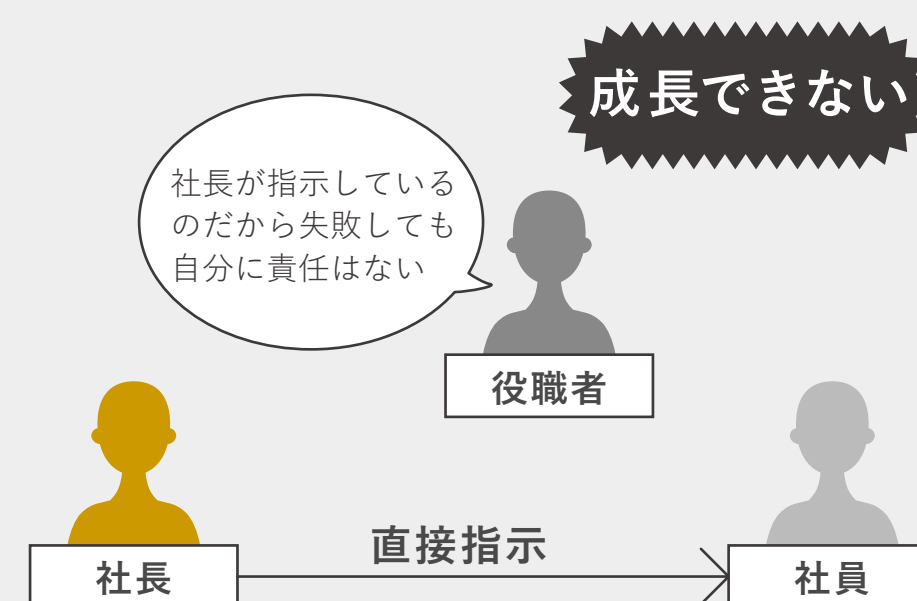 成長できない
社長が指示している
のだから失敗しても
自分に責任はない
役職者
直接指示
社長
社員